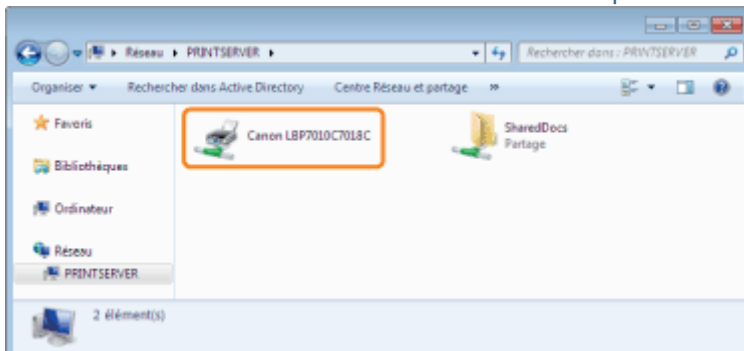 Réseau ▸ PRINTSERVER ▸
Rechercher dans : PRINTSERVER
Organiser
Rechercher dans Active Directory
Centre Réseau et partage
»
Favoris
Bibliothèques
Ordinateur
Réseau
PRINTSERVER
Canon LBP7010C7018C
SharedDocs
Partage
2 élément(s)